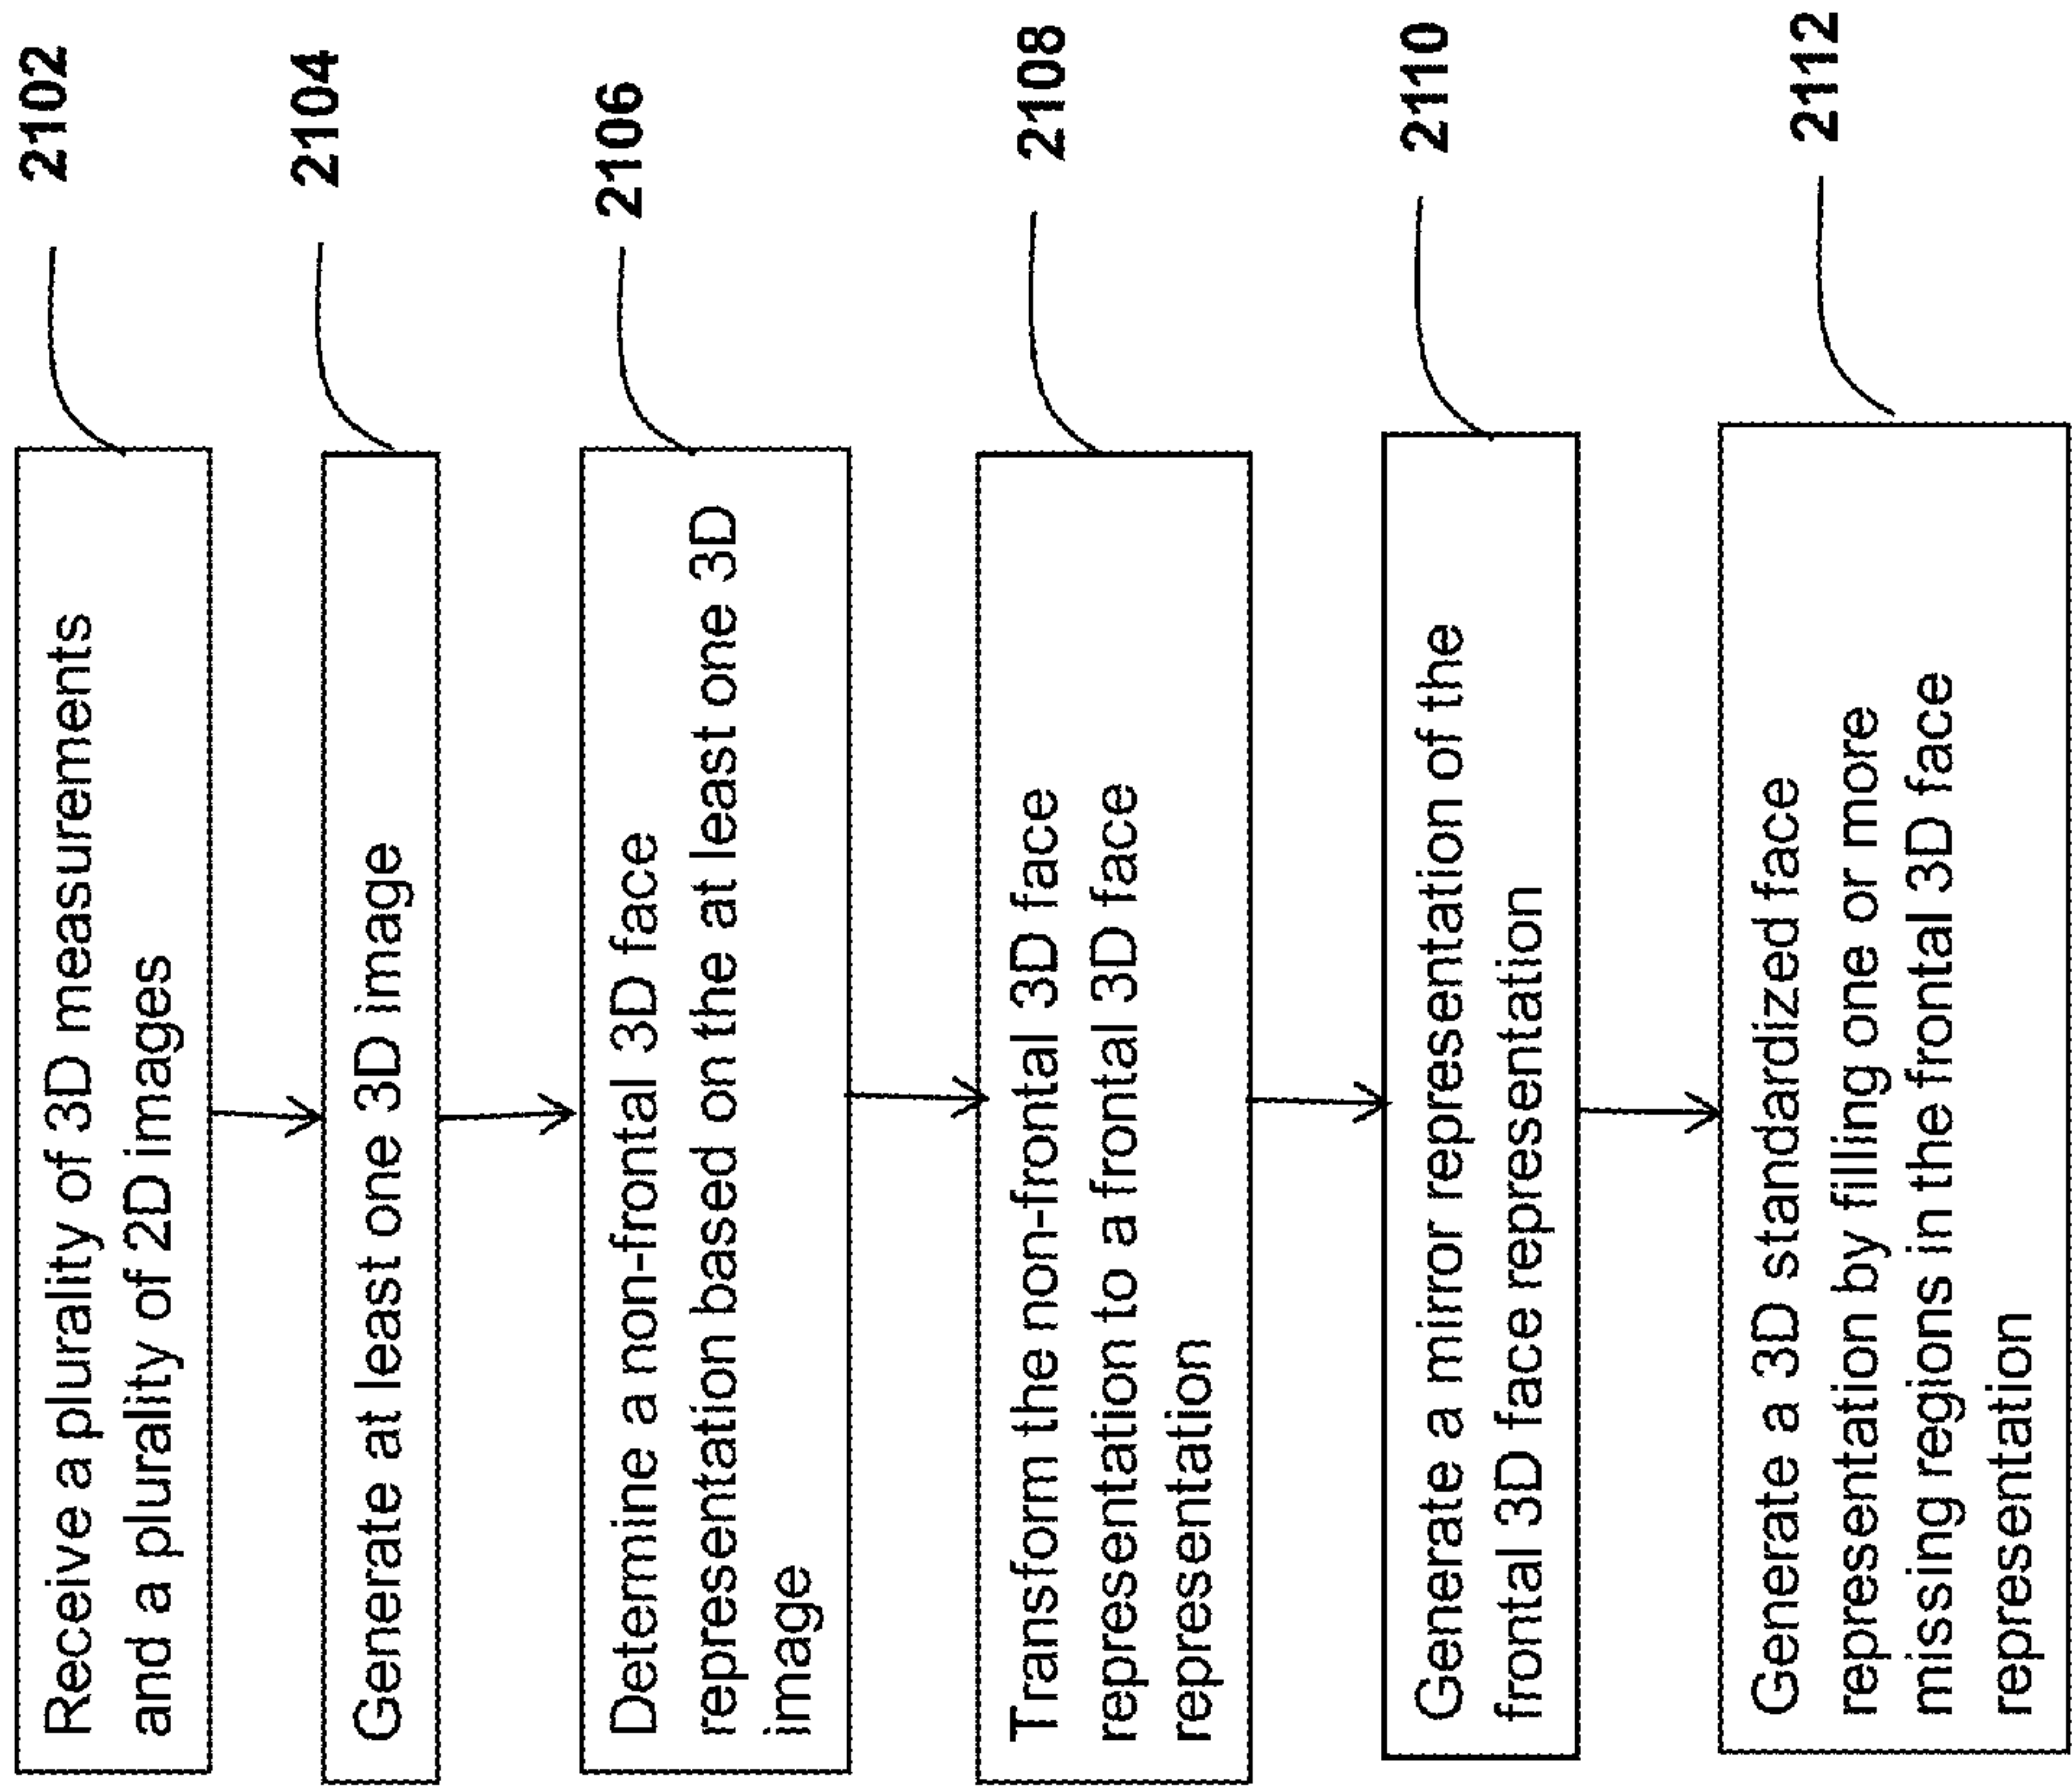 Receive a plurality of 3D measurements
and a plurality of 2D images
2102
Generate at least one 3D image
2104
Determine a non-frontal 3D face
representation based on the at least one 3D
image
2106
Transform the non-frontal 3D face
representation to a frontal 3D face
representation
2108
Generate a mirror representation of the
frontal 3D face representation
2110
Generate a 3D standardized face
representation by filling one or more
missing regions in the frontal 3D face
representation
2112